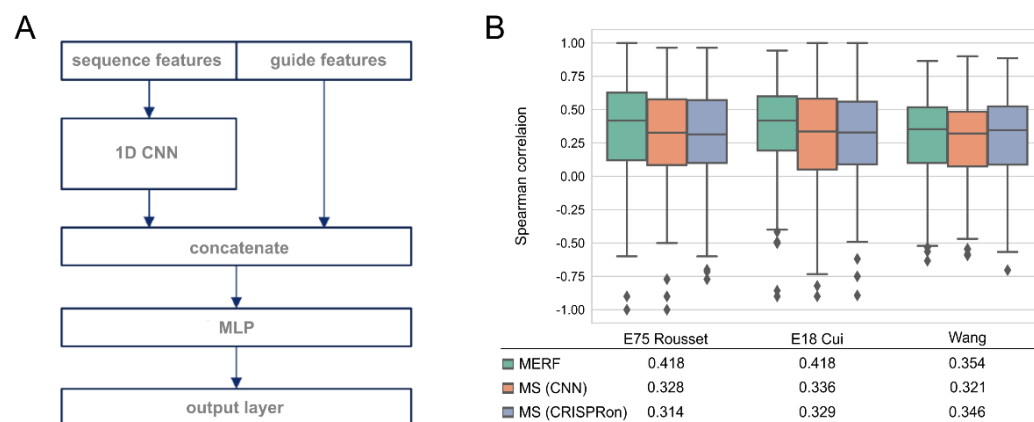 A
sequence features guide features
1D CNN
concatenate
MLP
output layer
B
Spearman correlaion
1.00
0.75
0.50
0.25
0.00
-0.25
-0.50
-0.75
-1.00
E75 Rousset E18 Cui Wang
MERF 0.418 0.418 0.354
MS (CNN) 0.328 0.336 0.321
MS (CRISPRon) 0.314 0.329 0.346